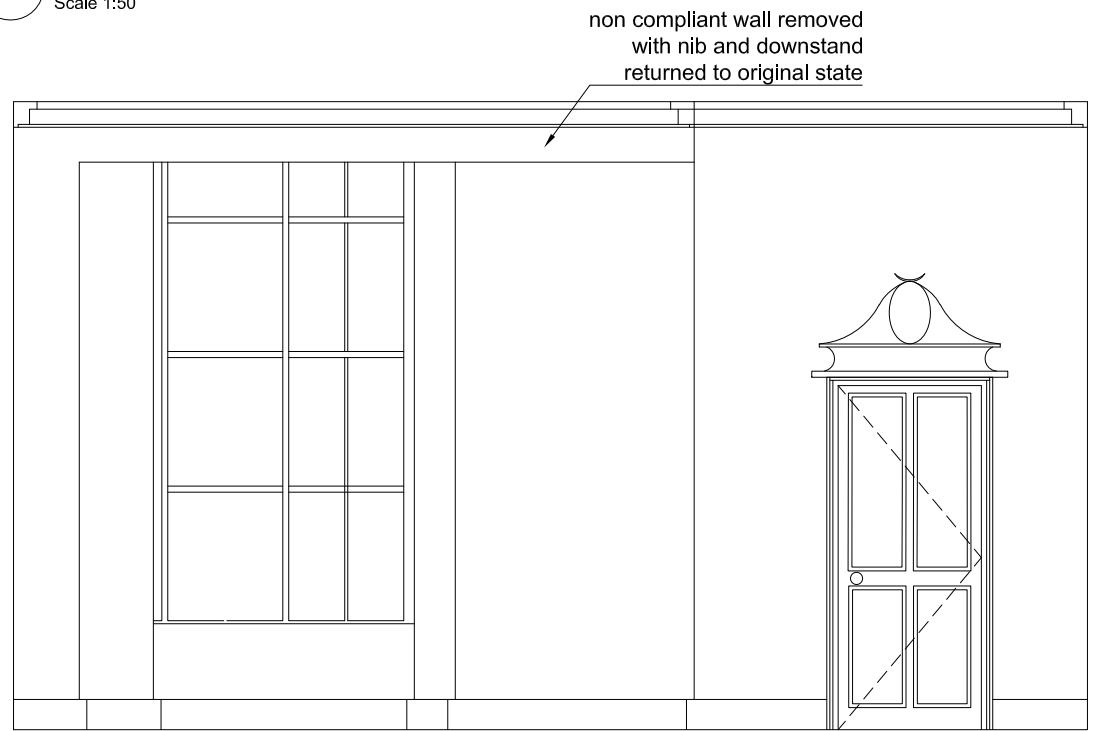 Scale 1:50
non compliant wall removed
with nib and downstand
returned to original state